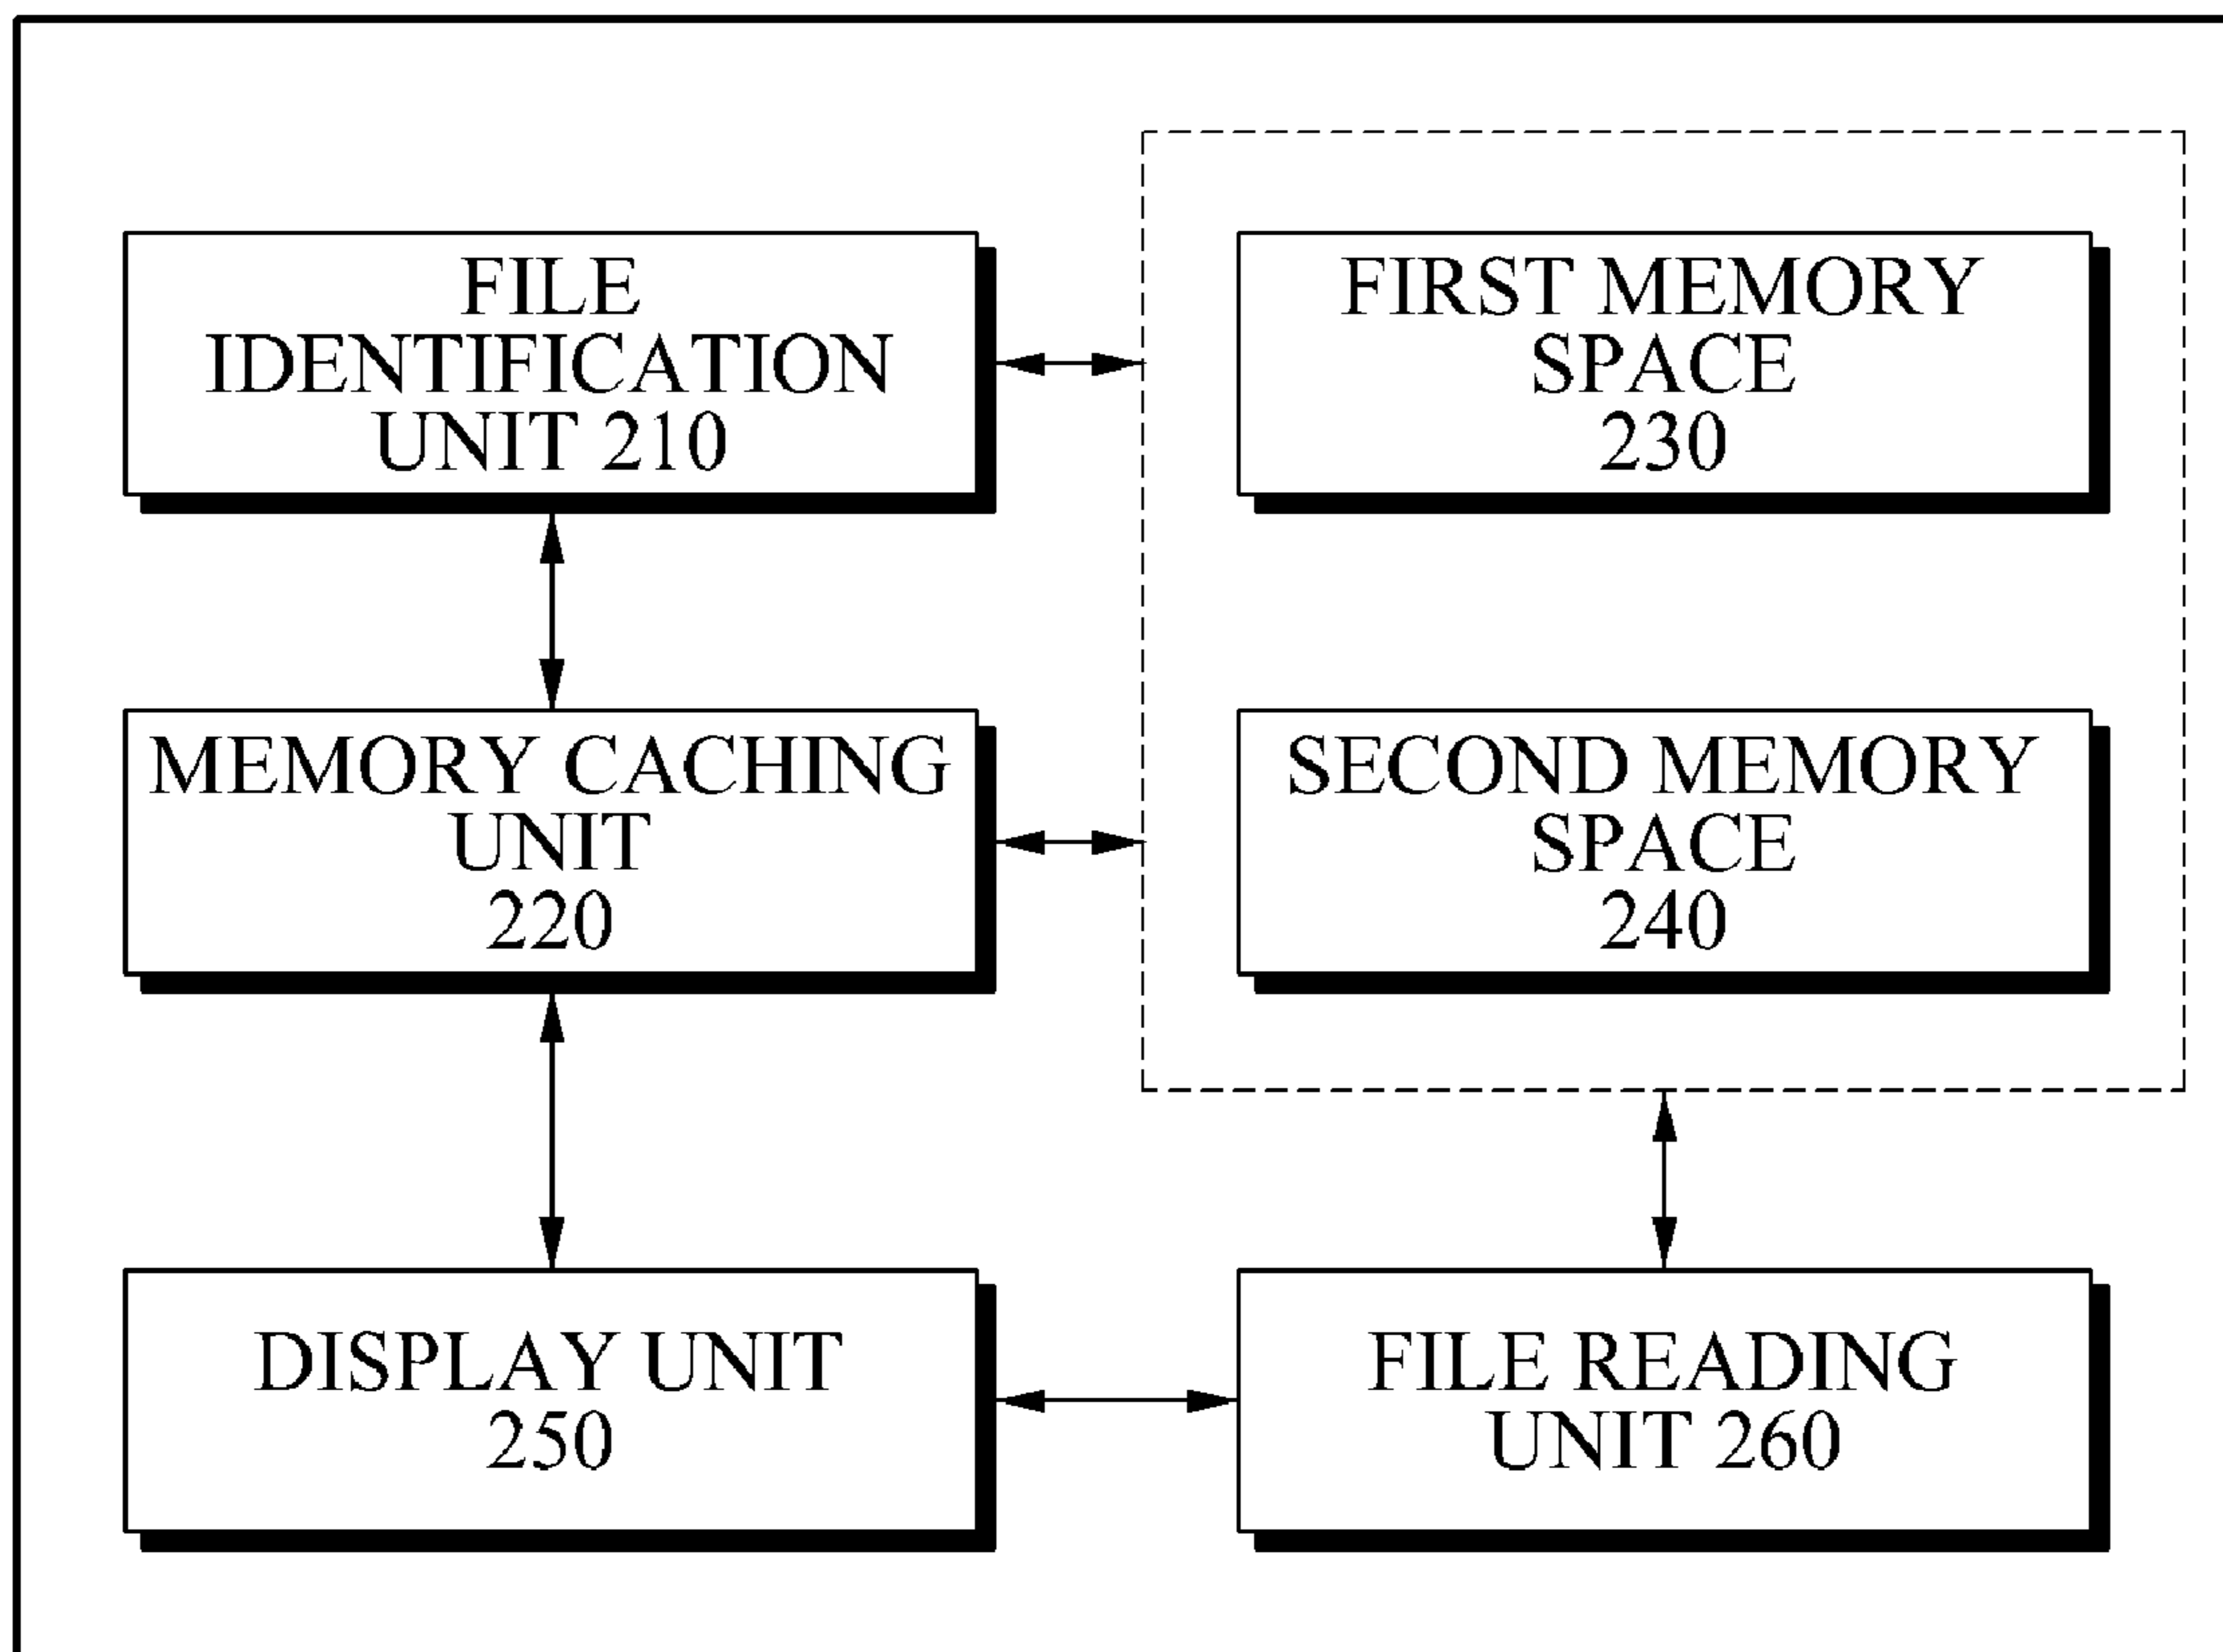 FILE
IDENTIFICATION
UNIT 210
FIRST MEMORY
SPACE
230
MEMORY CACHING
UNIT
220
SECOND MEMORY
SPACE
240
DISPLAY UNIT
250
FILE READING
UNIT 260